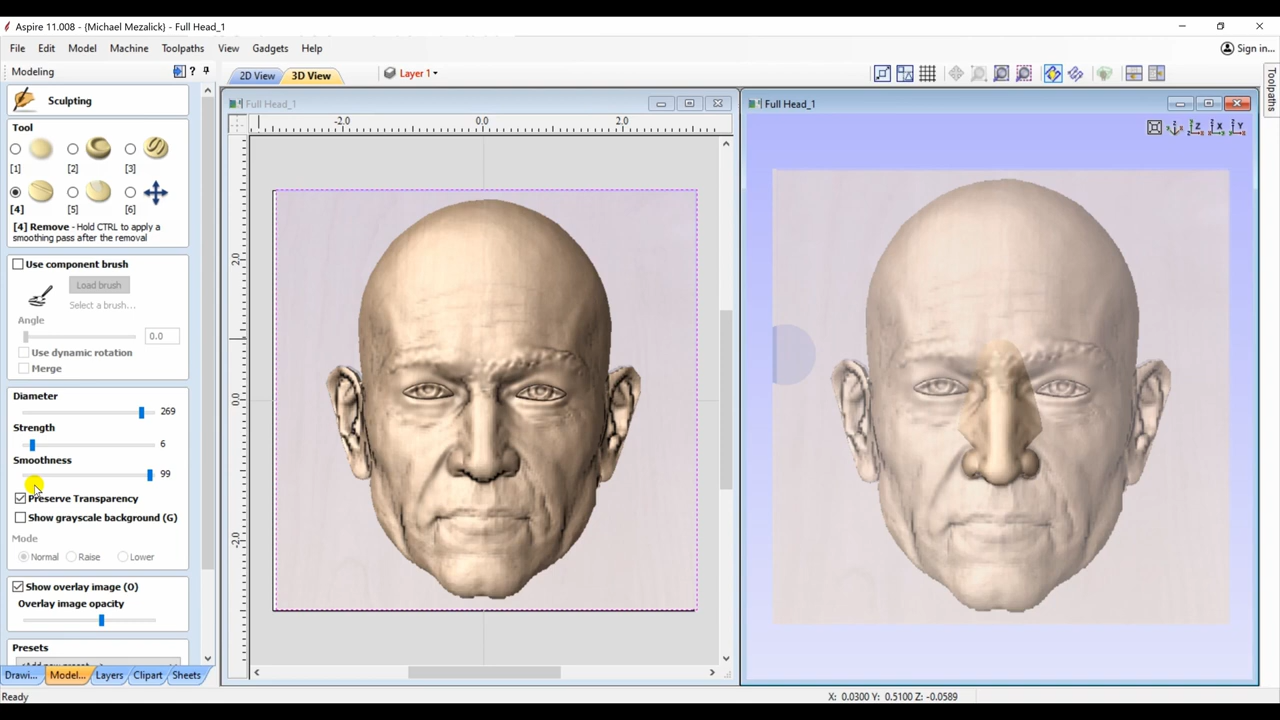 Aspire 11.008 - {Michael Mezalick} - Full Head_1
File Edit Model Machine Toolpaths View Gadgets Help
Sign in...
Modeling
?
2D View
3D View
Layer 1
Toolpaths
Sculpting
Full Head_1
Full Head_1
-2.0 0.0 2.0
Z X Y
Tool
[1] [2] [3]
[4] [5] [6]
[4] Remove - Hold CTRL to apply a
smoothing pass after the removal
2.0
0.0
-2.0
Use component brush
Load brush
Select a brush...
Angle
0.0
Use dynamic rotation
Merge
Diameter
269
Strength
6
Smoothness
99
Preserve Transparency
Show grayscale background (G)
Mode
Normal Raise Lower
Show overlay image (O)
Overlay image opacity
Presets
Drawi... Model... Layers Clipart Sheets
Ready
X: 0.0300 Y: 0.5100 Z: -0.0589